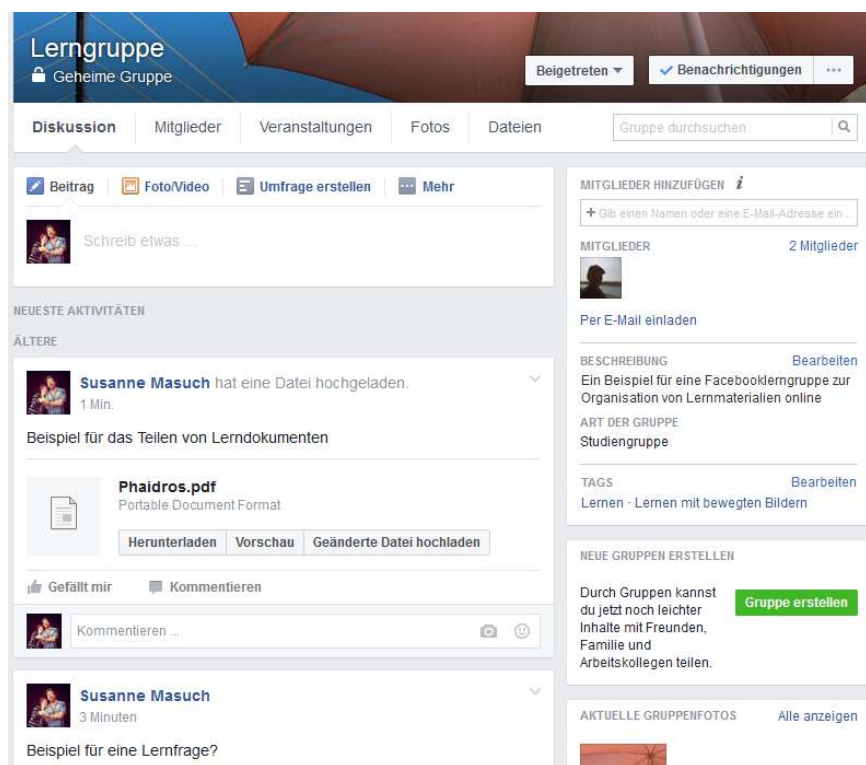 Lerngruppe
Geheime Gruppe
Beigetreten
Benachrichtigungen
Diskussion Mitglieder Veranstaltungen Fotos Dateien
Gruppe durchsuchen
Beitrag Foto/Video Umfrage erstellen Mehr
Schreib etwas ...
NEUESTE AKTIVITÄTEN
ÄLTERE
Susanne Masuch hat eine Datei hochgeladen.
1 Min.
Beispiel für das Teilen von Lerndokumenten
Phaidros.pdf
Portable Document Format
Herunterladen Vorschau Geänderte Datei hochladen
Gefällt mir Kommentieren
Kommentieren ...
Susanne Masuch
3 Minuten
Beispiel für eine Lernfrage?
MITGLIEDER HINZUFÜGEN i
+ Gib einen Namen oder eine E-Mail-Adresse ein ...
MITGLIEDER 2 Mitglieder
Per E-Mail einladen
BESCHREIBUNG Bearbeiten
Ein Beispiel für eine Facebooklerngruppe zur
Organisation von Lernmaterialien online
ART DER GRUPPE
Studiengruppe
TAGS Bearbeiten
Lernen · Lernen mit bewegten Bildern
NEUE GRUPPEN ERSTELLEN
Durch Gruppen kannst
du jetzt noch leichter
Inhalte mit Freunden,
Familie und
Arbeitskollegen teilen.
Gruppe erstellen
AKTUELLE GRUPPENFOTOS Alle anzeigen